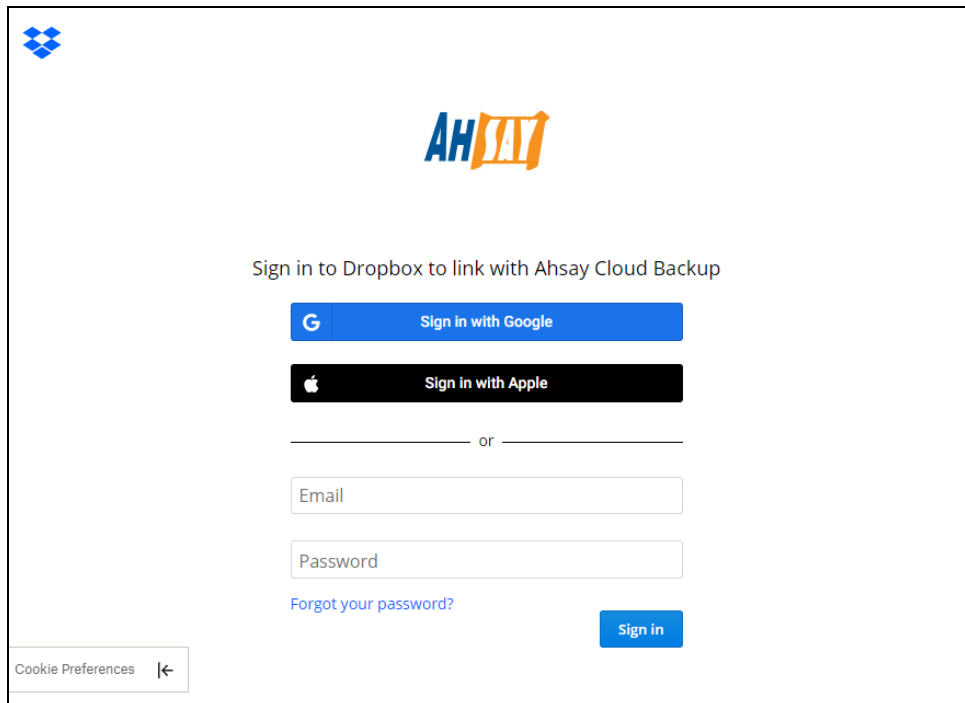 AHSAY
Sign in to Dropbox to link with Ahsay Cloud Backup
G Sign in with Google
Sign in with Apple
or
Email
Password
Forgot your password?
Sign in
Cookie Preferences